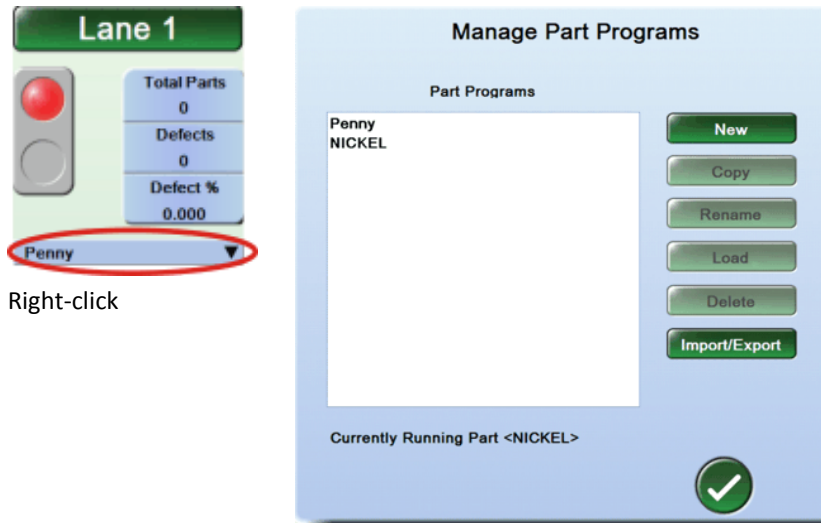 Lane 1
Total Parts
0
Defects
0
Defect %
0.000
Penny
Right-click
Manage Part Programs
Part Programs
Penny
NICKEL
New
Copy
Rename
Load
Delete
Import/Export
Currently Running Part <NICKEL>